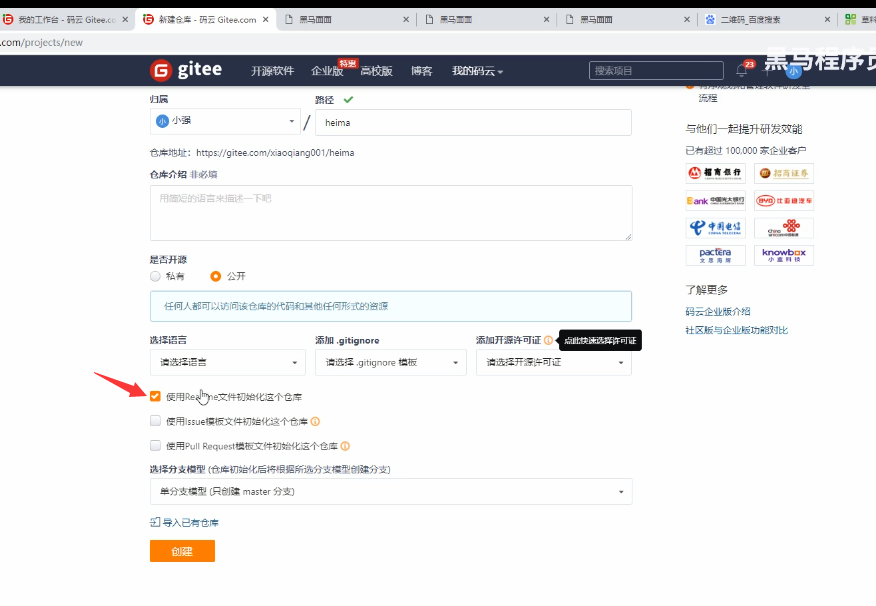 我的工作台 - 码云 Gitee.cc
新建仓库 - 码云 Gitee.com
黑马面面
黑马面面
黑马面面
二维码_百度搜索
草料
.com/projects/new
gitee
开源软件
企业版
特惠
高校版
博客
我的码云
搜索项目
23
小
黑马程序员
归属
路径
小 小强
/
heima
流程
仓库地址: https://gitee.com/xiaoqiang001/heima
仓库介绍 非必填
用简短的语言来描述一下吧
与他们一起提升研发效能
已有超过 100,000 家企业客户
招商银行
招商证券
Bank 中国光大银行
BYD 比亚迪汽车
中国电信
CHINA TELECOM
China unicom中国联通
pactera
文思海辉
knowbox
小盒科技
是否开源
私有
公开
任何人都可以访问该仓库的代码和其他任何形式的资源
了解更多
码云企业版介绍
社区版与企业版功能对比
选择语言
添加 .gitignore
添加开源许可证
点此快速选择许可证
请选择语言
请选择 .gitignore 模板
请选择开源许可证
使用Readme文件初始化这个仓库
使用Issue模板文件初始化这个仓库
使用Pull Request模板文件初始化这个仓库
选择分支模型 (仓库初始化后将根据所选分支模型创建分支)
单分支模型 (只创建 master 分支)
导入已有仓库
创建